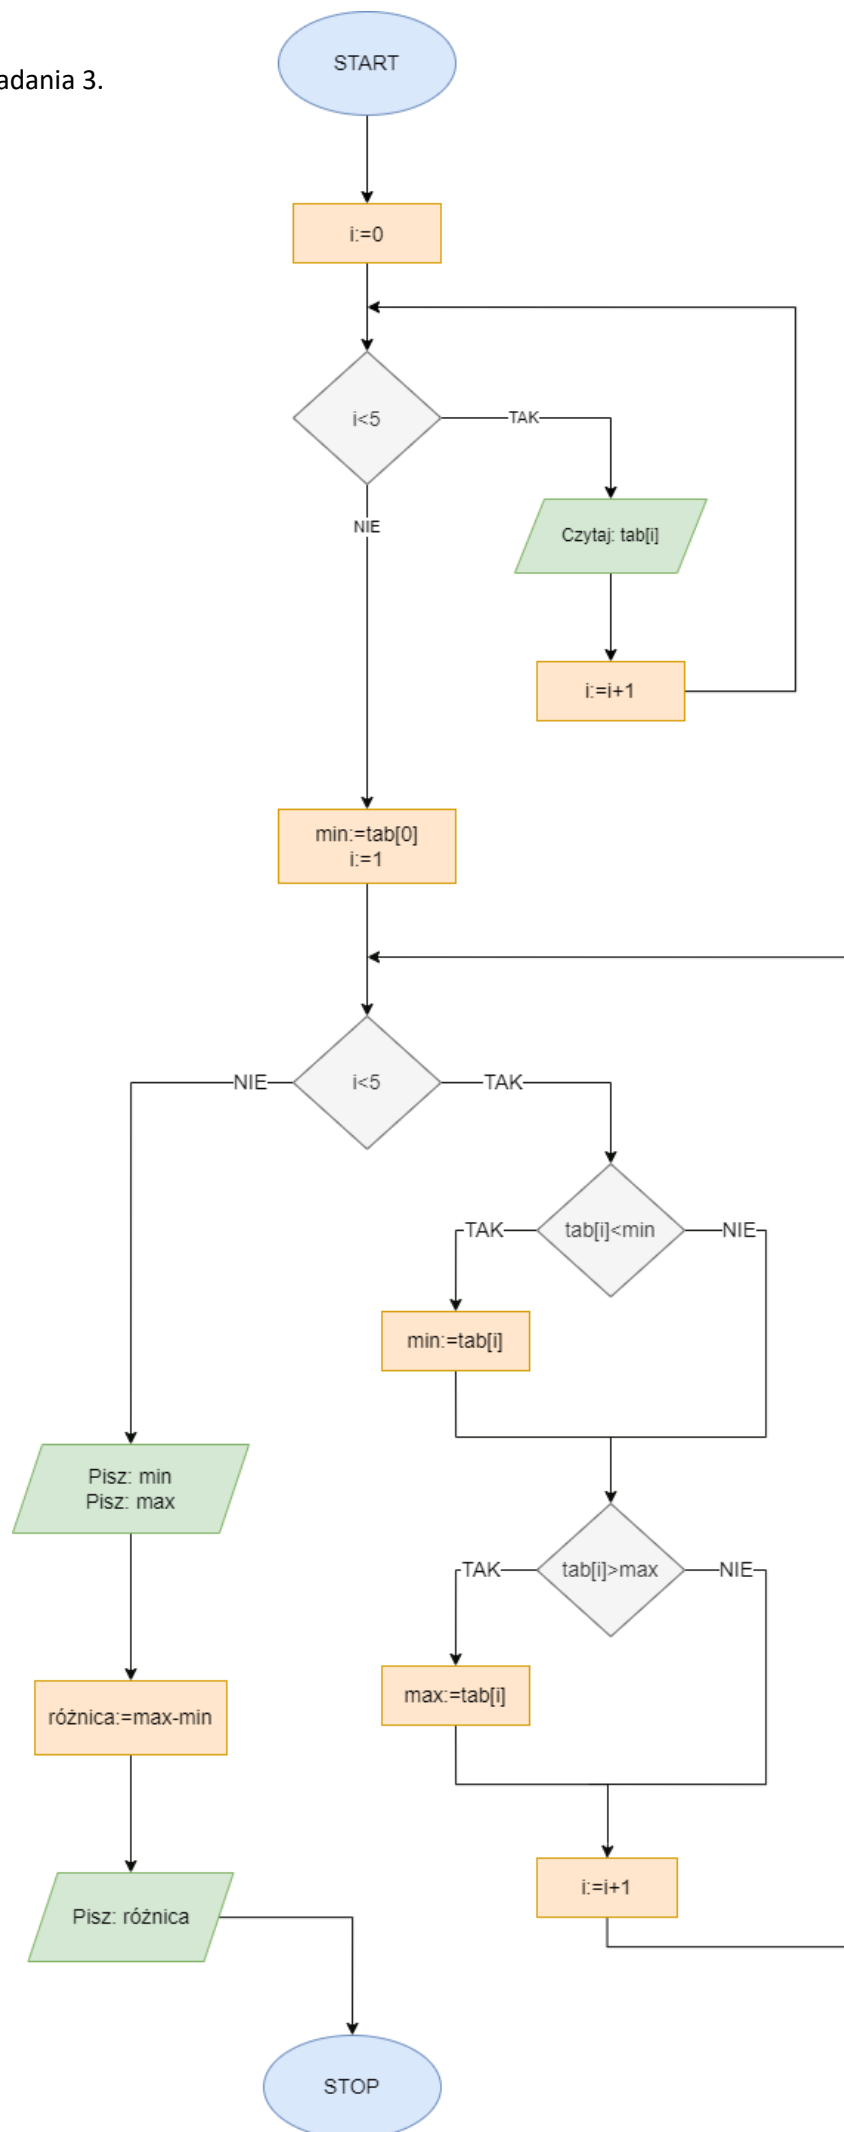 START
adania 3.
i:=0
i<5
TAK
Czytaj: tab[i]
NIE
i:=i+1
min:=tab[0]
i:=1
NIE
i<5
TAK
TAK
tab[i]<min
NIE
min:=tab[i]
Pisz: min
Pisz: max
TAK
tab[i]>max
NIE
max:=tab[i]
różnica:=max-min
i:=i+1
Pisz: różnica
STOP